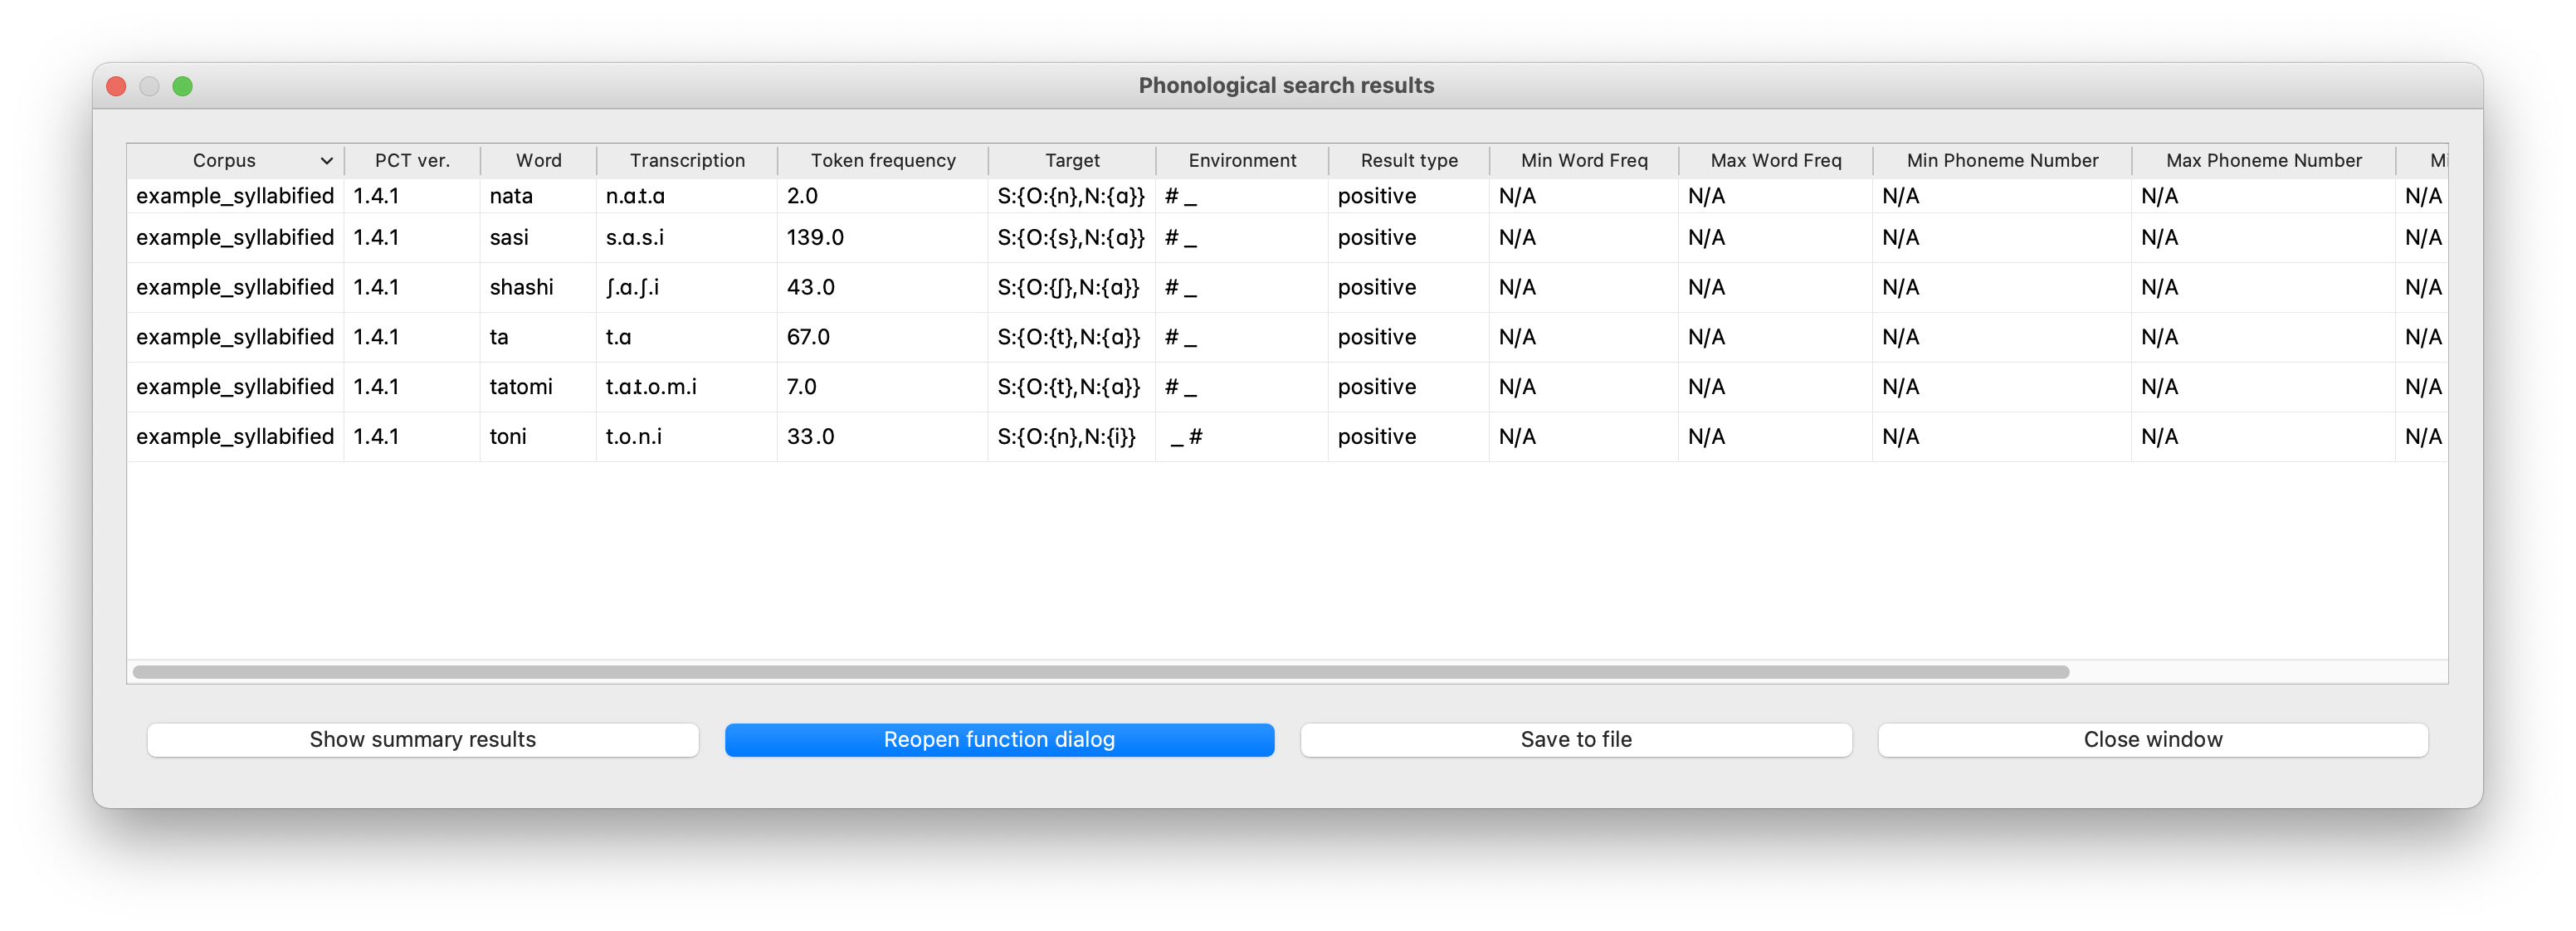 Phonological search results
Corpus PCT ver. Word Transcription Token frequency Target Environment Result type Min Word Freq Max Word Freq Min Phoneme Number Max Phoneme Number
example_syllabified 1.4.1 nata n.ɑ.t.ɑ 2.0 S:{O:{n},N:{ɑ}} # _ positive N/A N/A N/A N/A N/A
example_syllabified 1.4.1 sasi s.ɑ.s.i 139.0 S:{O:{s},N:{ɑ}} # _ positive N/A N/A N/A N/A N/A
example_syllabified 1.4.1 shashi ʃ.ɑ.ʃ.i 43.0 S:{O:{ʃ},N:{ɑ}} # _ positive N/A N/A N/A N/A N/A
example_syllabified 1.4.1 ta t.ɑ 67.0 S:{O:{t},N:{ɑ}} # _ positive N/A N/A N/A N/A N/A
example_syllabified 1.4.1 tatomi t.ɑ.t.o.m.i 7.0 S:{O:{t},N:{ɑ}} # _ positive N/A N/A N/A N/A N/A
example_syllabified 1.4.1 toni t.o.n.i 33.0 S:{O:{n},N:{i}} _ # positive N/A N/A N/A N/A N/A
Show summary results Reopen function dialog Save to file Close window